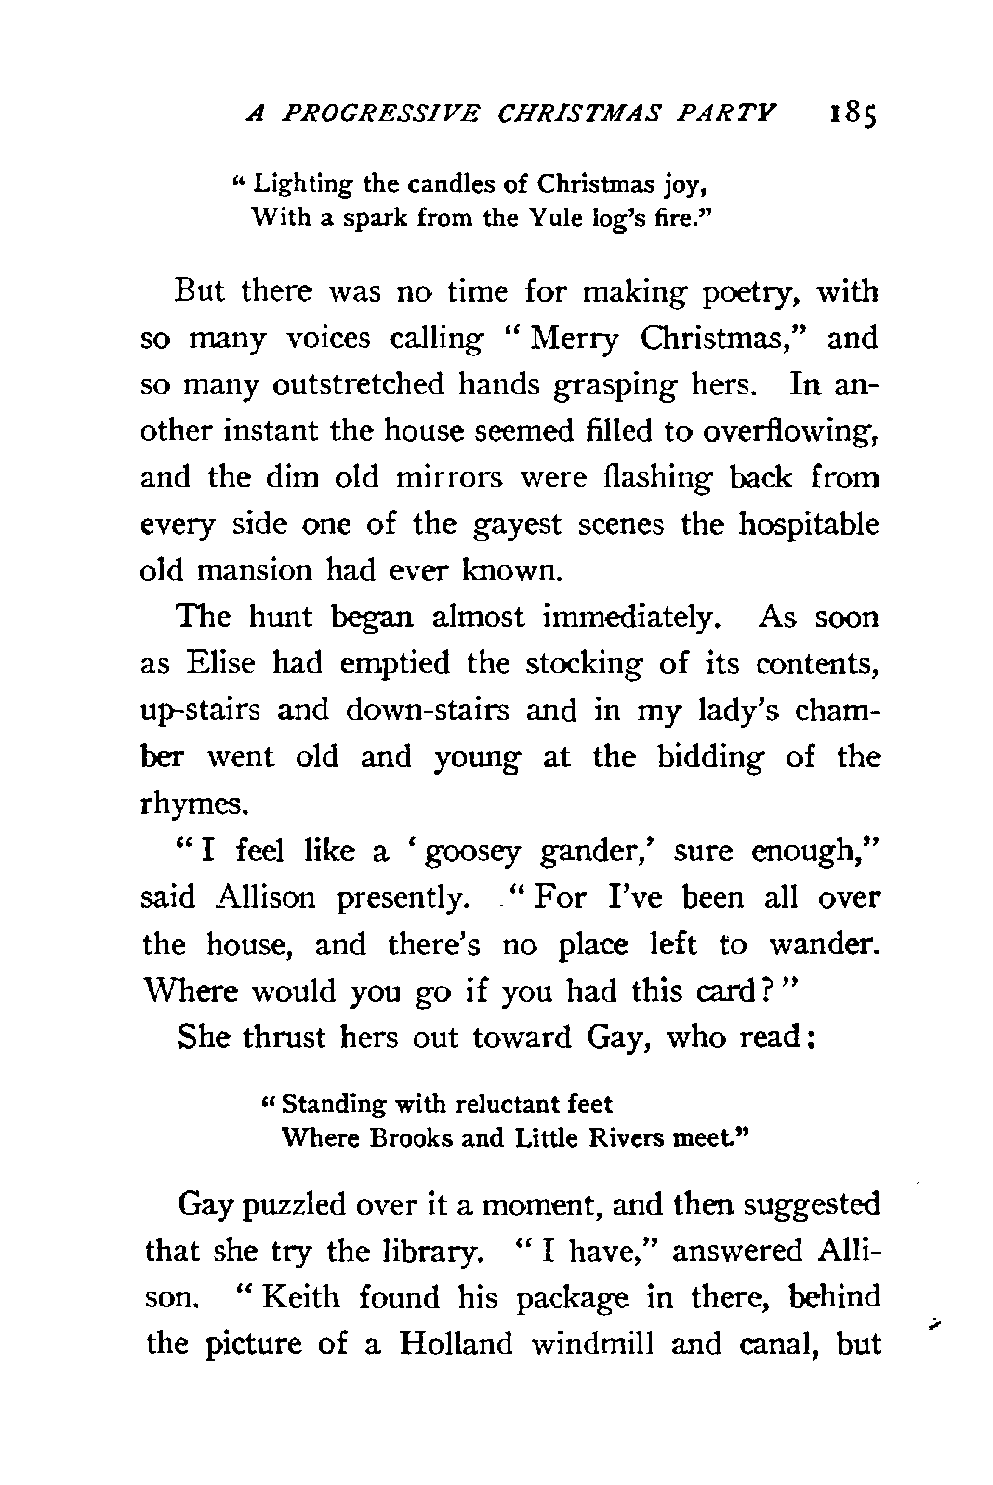 A PROGRESSIVE CHRISTMAS PARTY 185
" Lighting the candles of Christmas joy,
With a spark from the Yule log's fire."
But there was no time for making poetry, with
so many voices calling " Merry Christmas," and
so many outstretched hands grasping hers. In an-
other instant the house seemed filled to overflowing,
and the dim old mirrors were flashing back from
every side one of the gayest scenes the hospitable
old mansion had ever known.
The hunt began almost immediately. As soon
as Elise had emptied the stocking of its contents,
up-stairs and down-stairs and in my lady's cham-
ber went old and young at the bidding of the
rhymes.
" I feel like a ' goosey gander,' sure enough,"
said Allison presently. " For I've been all over
the house, and there's no place left to wander.
Where would you go if you had this card? "
She thrust hers out toward Gay, who read:
" Standing with reluctant feet
Where Brooks and Little Rivers meet."
Gay puzzled over it a moment, and then suggested
that she try the library. " I have," answered Alli-
son. " Keith found his package in there, behind
the picture of a Holland windmill and canal, but